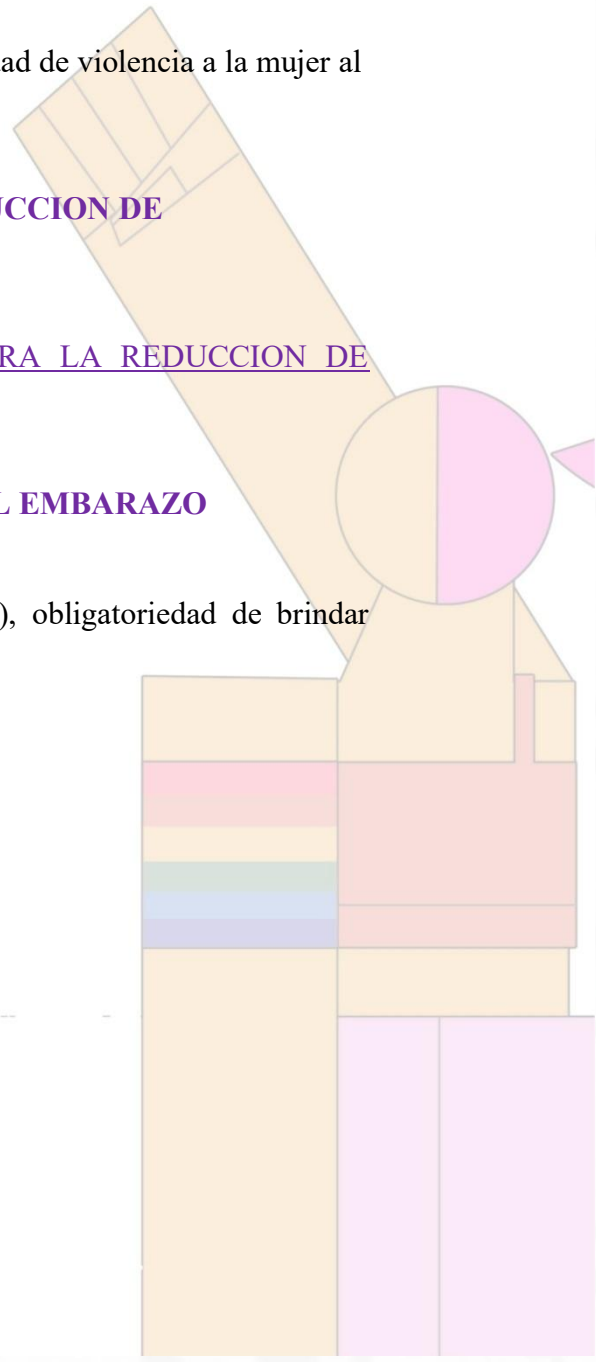 ad de violencia a la mujer al
UCCION DE
RA LA REDUCCION DE
L EMBARAZO
), obligatoriedad de brindar